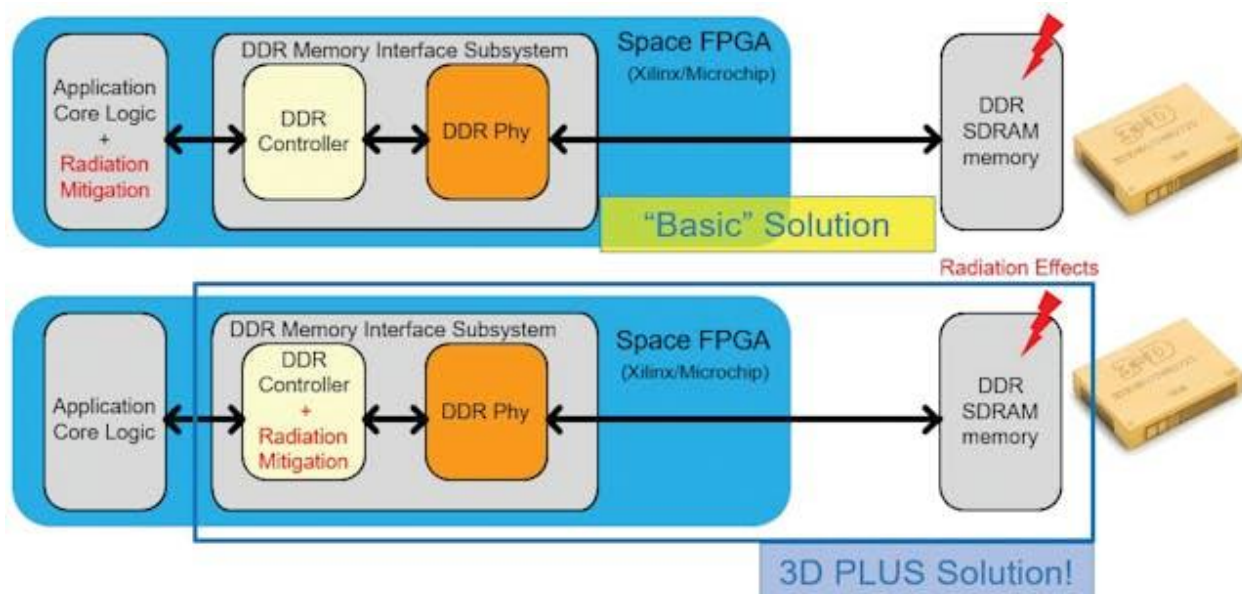 DDR Memory Interface Subsystem
Space FPGA
(Xilinx/Microchip)
Application
Core Logic
+
Radiation
Mitigation
DDR
Controller
DDR Phy
DDR
SDRAM
memory
“Basic” Solution
Radiation Effects
DDR Memory Interface Subsystem
Space FPGA
(Xilinx/Microchip)
Application
Core Logic
DDR
Controller
+
Radiation
Mitigation
DDR Phy
DDR
SDRAM
memory
3D PLUS Solution!